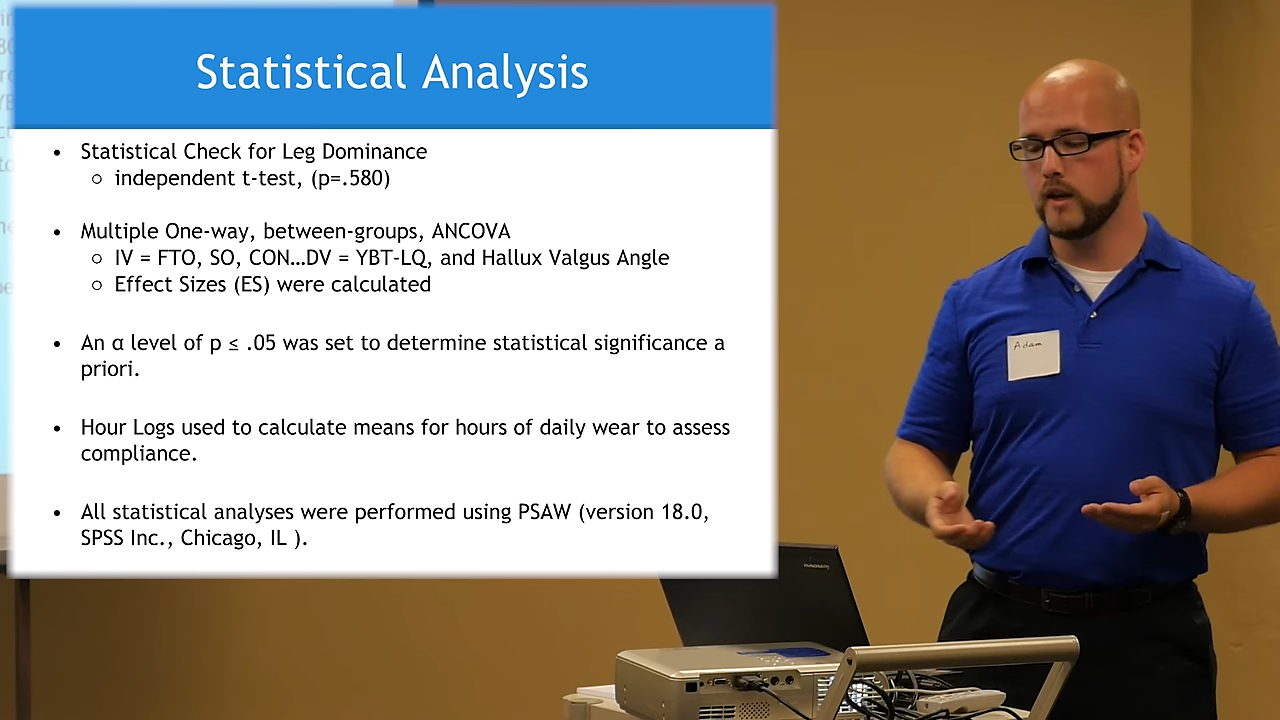 Statistical Analysis
• Statistical Check for Leg Dominance
○ independent t-test, (p=.580)
• Multiple One-way, between-groups, ANCOVA
○ IV = FTO, SO, CON...DV = YBT-LQ, and Hallux Valgus Angle
○ Effect Sizes (ES) were calculated
• An α level of p ≤ .05 was set to determine statistical significance a
priori.
• Hour Logs used to calculate means for hours of daily wear to assess
compliance.
• All statistical analyses were performed using PSAW (version 18.0,
SPSS Inc., Chicago, IL ).
Adam
lenovo